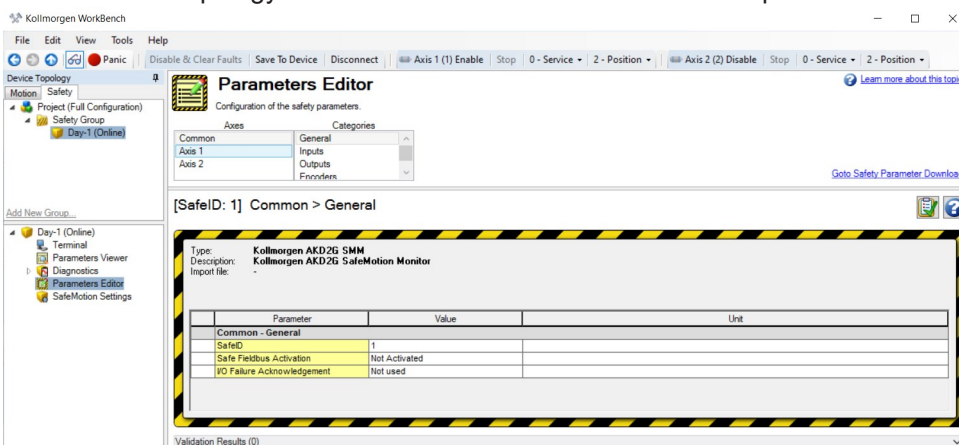 Kollmorgen WorkBench
File Edit View Tools Help
Panic Disable & Clear Faults Save To Device Disconnect Axis 1 (1) Enable Stop 0 - Service 2 - Position Axis 2 (2) Disable Stop 0 - Service 2 - Position
Device Topology
Motion Safety
Project (Full Configuration)
Safety Group
Day-1 (Online)
Add New Group...
Day-1 (Online)
Terminal
Parameters Viewer
Diagnostics
Parameters Editor
SafeMotion Settings
Parameters Editor
Learn more about this topic
Configuration of the safety parameters.
Axes Categories
Common General
Axis 1 Inputs
Axis 2 Outputs
Encoders
Goto Safety Parameter Downloa
[SafeID: 1] Common > General
Type: Kollmorgen AKD2G SMM
Description: Kollmorgen AKD2G SafeMotion Monitor
Import file: -
Parameter Value Unit
Common - General
SafeID 1
Safe Fieldbus Activation Not Activated
I/O Failure Acknowledgement Not used
Validation Results (0)